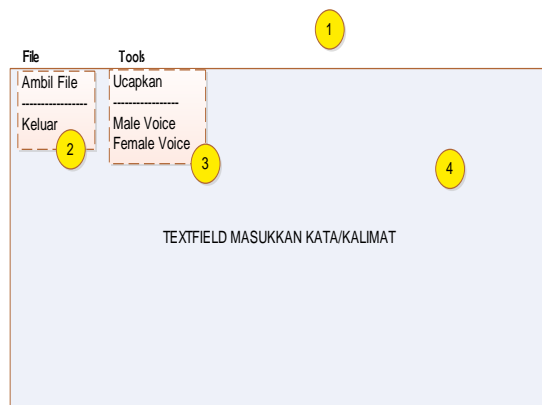 1
File Tools
Ambil File
-----------------
Keluar
2
Ucapkan
-----------------
Male Voice
Female Voice
3
4
TEXTFIELD MASUKKAN KATA/KALIMAT